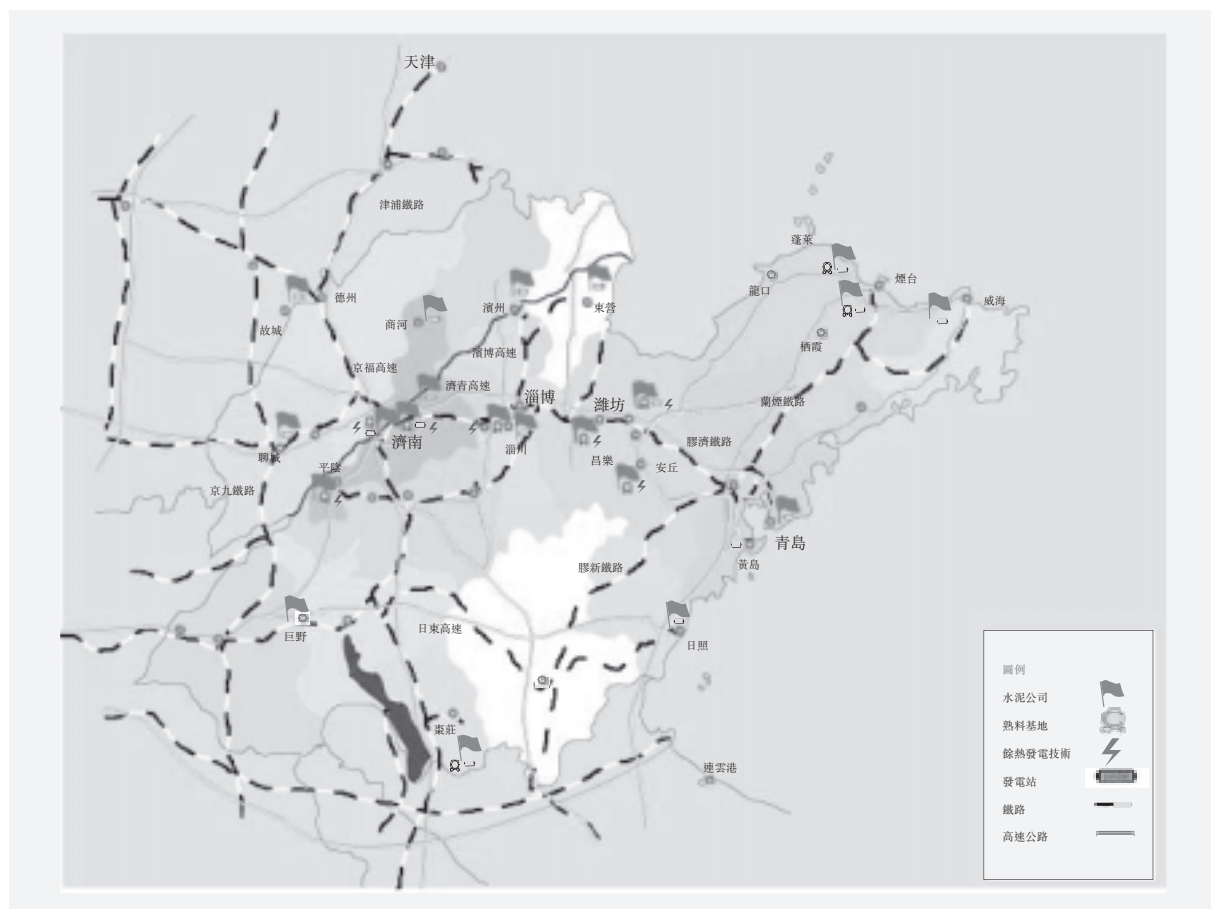 天津
津浦鐵路
蓬萊
煙台
龍口
威海
德州
濱州
東營
商河
故城
栖霞
濱博高速
京福高速
濟青高速
淄博
濰坊
蘭煙鐵路
濟南
膠濟鐵路
淄川
聊城
昌樂
安丘
平陰
京九鐵路
青島
黃島
膠新鐵路
日東高速
巨野
日照
棗莊
連雲港
圖例
水泥公司
熟料基地
餘熱發電技術
發電站
鐵路
高速公路